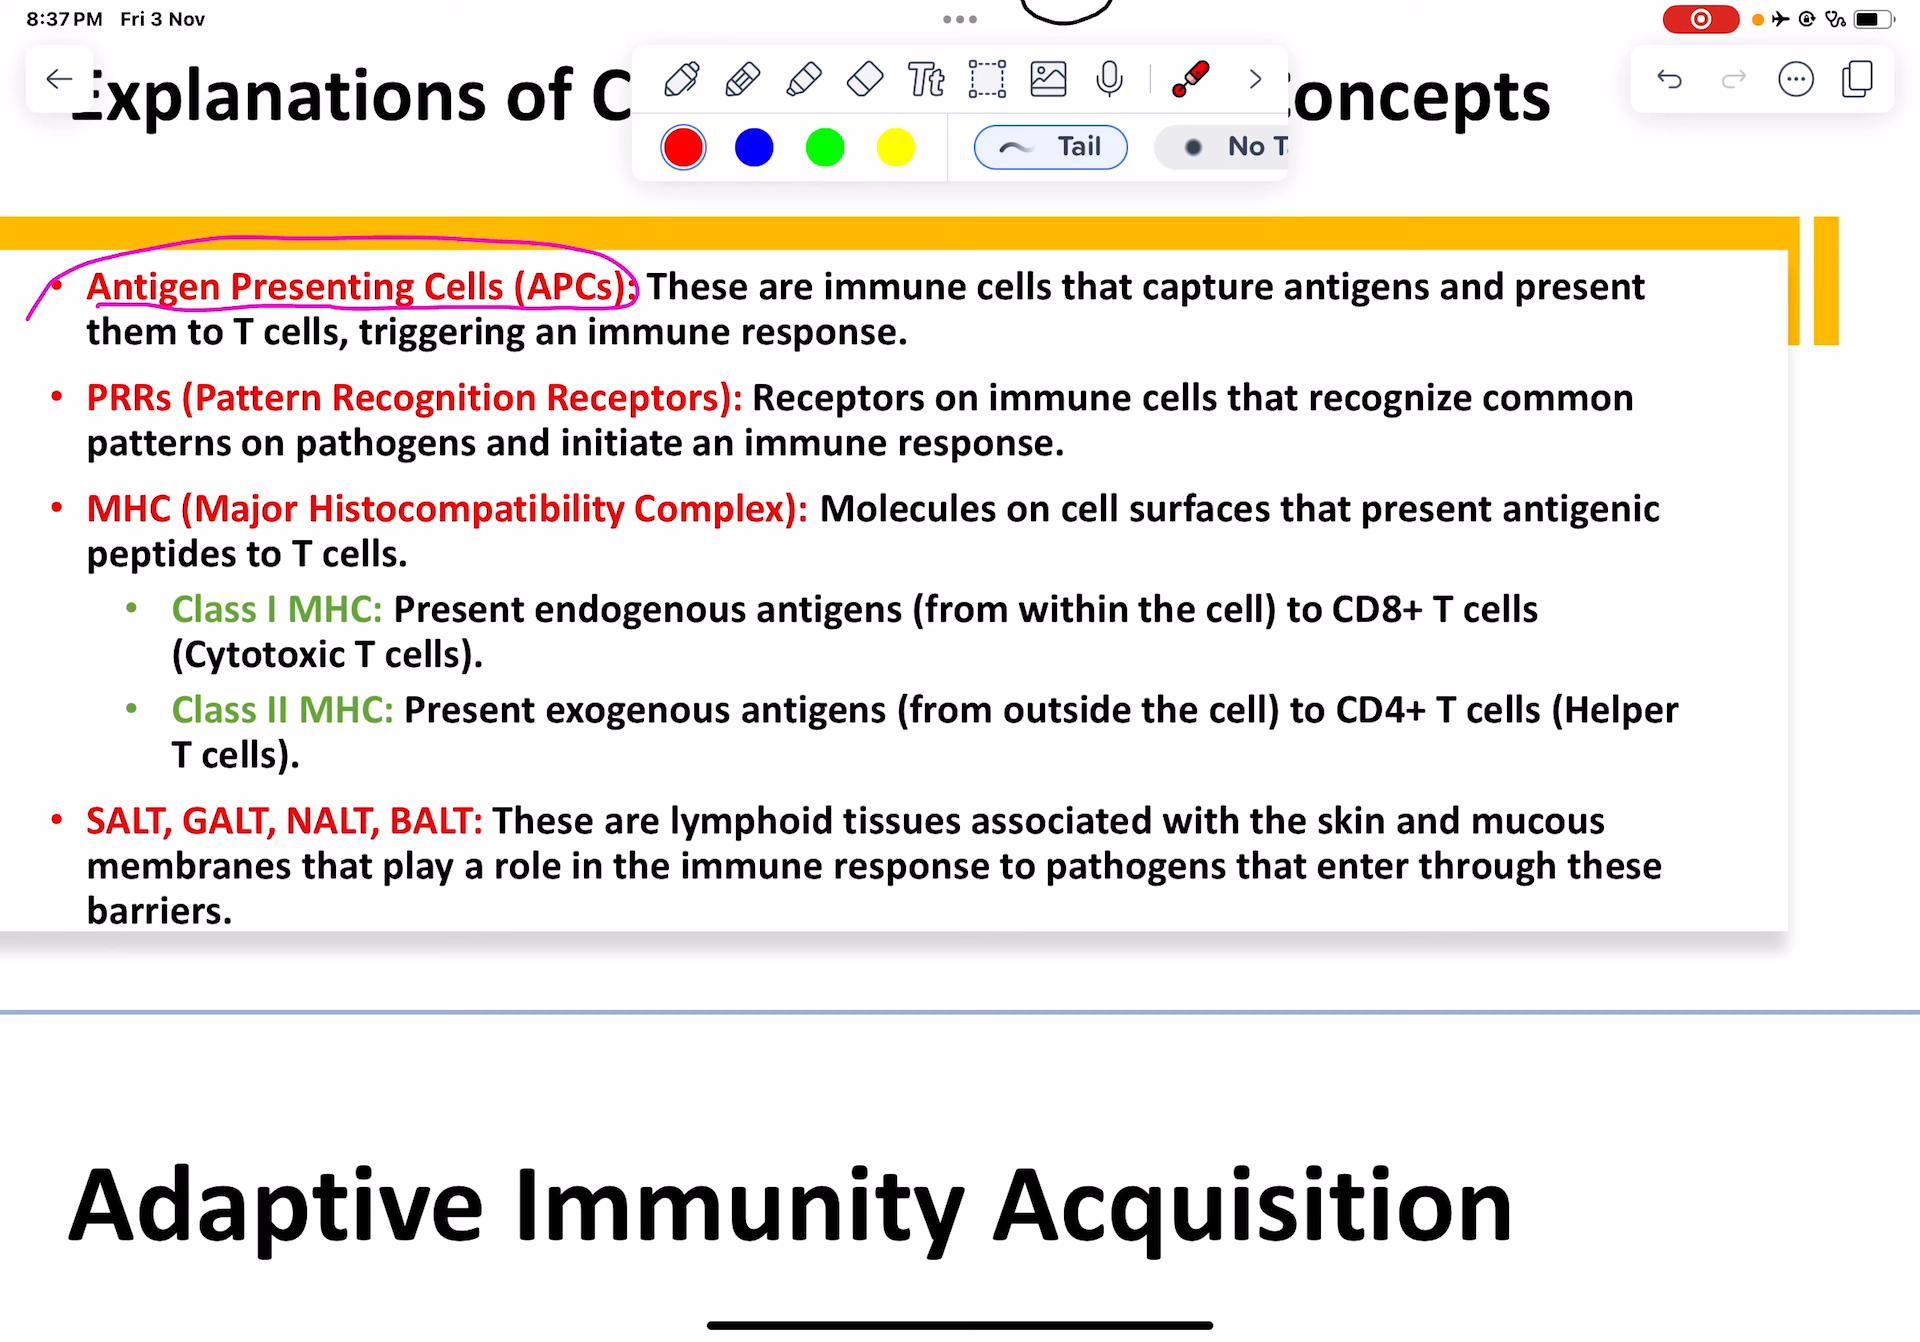 8:37 PM Fri 3 Nov
Explanations of C oncepts
Tt
Tail No T
• Antigen Presenting Cells (APCs): These are immune cells that capture antigens and present
them to T cells, triggering an immune response.
• PRRs (Pattern Recognition Receptors): Receptors on immune cells that recognize common
patterns on pathogens and initiate an immune response.
• MHC (Major Histocompatibility Complex): Molecules on cell surfaces that present antigenic
peptides to T cells.
• Class I MHC: Present endogenous antigens (from within the cell) to CD8+ T cells
(Cytotoxic T cells).
• Class II MHC: Present exogenous antigens (from outside the cell) to CD4+ T cells (Helper
T cells).
• SALT, GALT, NALT, BALT: These are lymphoid tissues associated with the skin and mucous
membranes that play a role in the immune response to pathogens that enter through these
barriers.
Adaptive Immunity Acquisition